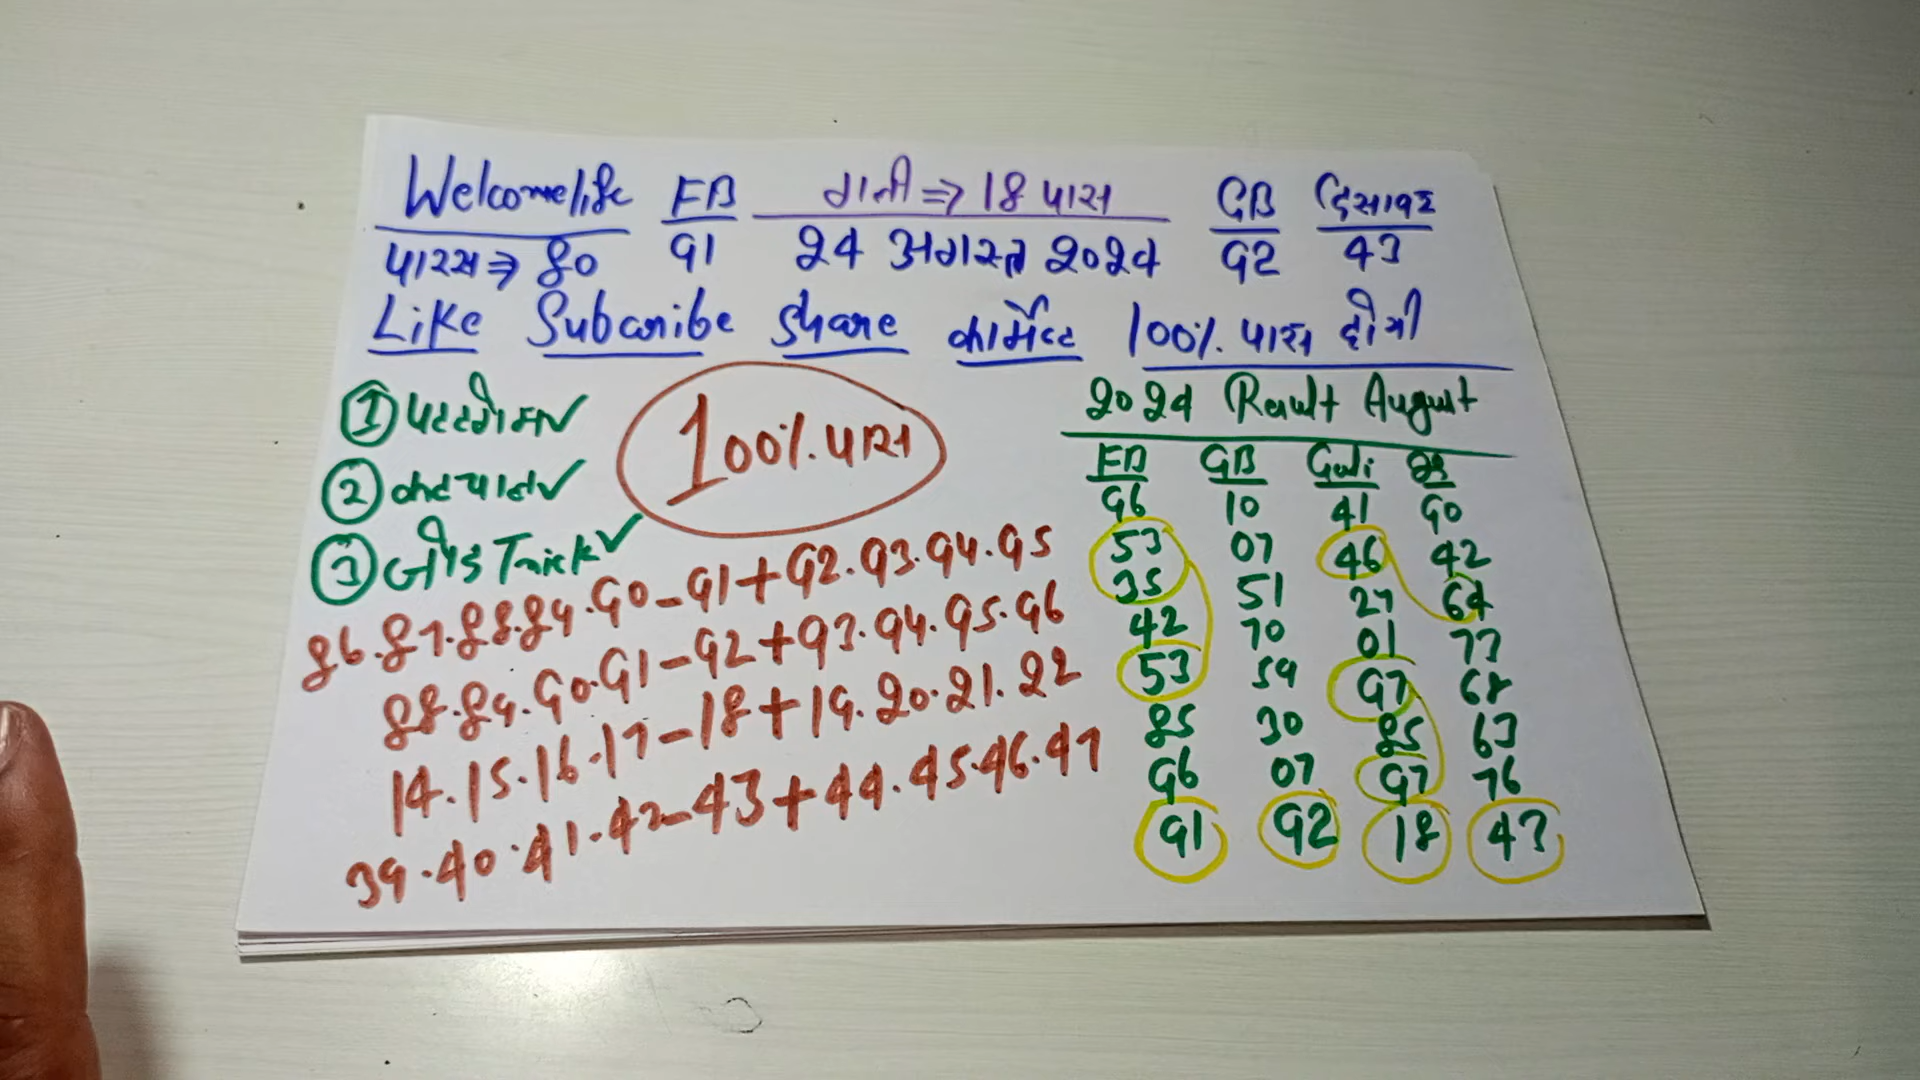 Welcomelife FB गली ⇒ 18 पास GB दिसावर
पारस ⇒ 80 91 24 अगस्त 2024 92 43
Like Subcribe Share कामेंट 100%. पास होगी
① परगेमट ✓
② करयालट ✓
③ जोड Trick ✓
100%. पास
86.87.88.89.90-91+92.93.94.95
88.89.90.91-92+93.94.95.96
14.15.16.17-18+19.20.21.22
39.40.41.42-43+44.45.46.47
2024 Result August
FB GB Gali DS
96 10 41 90
53 07 46 42
35 51 27 64
42 70 01 77
53 59 97 68
85 30 85 63
96 07 97 76
91 92 18 43